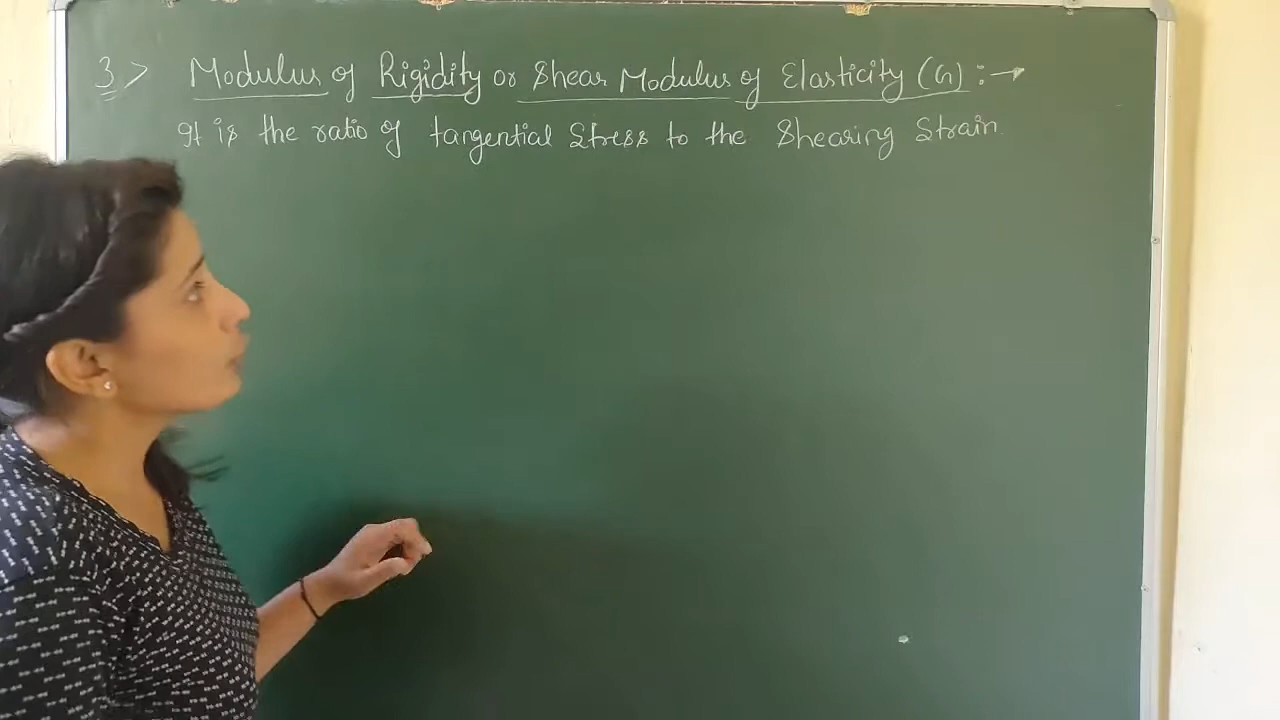 3> Modulus of Rigidity or Shear Modulus of Elasticity (G) :→
It is the ratio of tangential Stress to the Shearing Strain